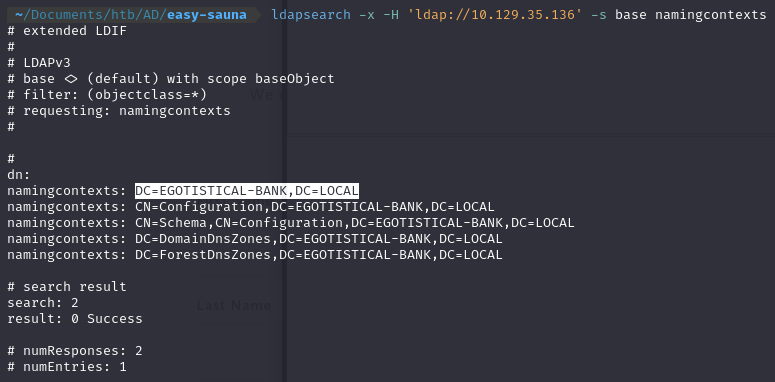 ~/Documents/htb/AD/easy-sauna ldapsearch -x -H 'ldap://10.129.35.136' -s base namingcontexts
# extended LDIF
#
# LDAPv3
# base <> (default) with scope baseObject
# filter: (objectclass=*)
# requesting: namingcontexts
#
#
dn:
namingcontexts: DC=EGOTISTICAL-BANK,DC=LOCAL
namingcontexts: CN=Configuration,DC=EGOTISTICAL-BANK,DC=LOCAL
namingcontexts: CN=Schema,CN=Configuration,DC=EGOTISTICAL-BANK,DC=LOCAL
namingcontexts: DC=DomainDnsZones,DC=EGOTISTICAL-BANK,DC=LOCAL
namingcontexts: DC=ForestDnsZones,DC=EGOTISTICAL-BANK,DC=LOCAL
# search result
search: 2
Last Name
result: 0 Success
# numResponses: 2
# numEntries: 1